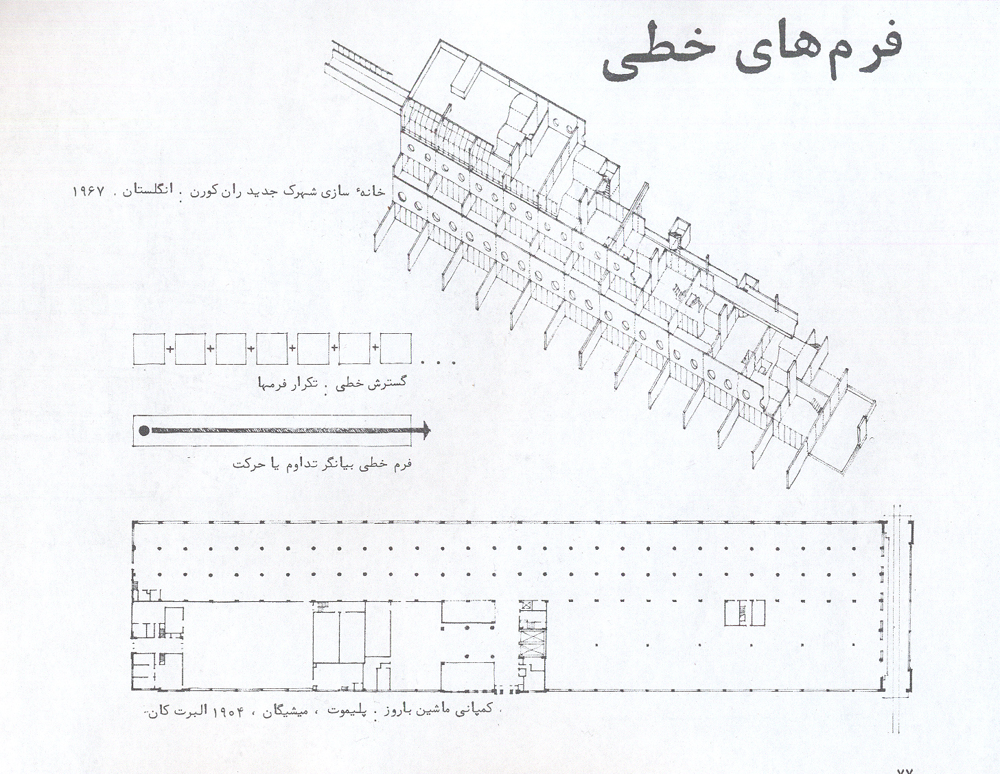 فرم‌های خطی
خانهٔ سازی شهرک جدید ران کورن : انگلستان . ۱۹۶۷
گسترش خطی : تکرار فرمها
فرم خطی بیانگر تداوم یا حرکت
کمپانی ماشین باروز : پلیموت ، میشیگان ، ۱۹۰۴ البرت کان
۷۷